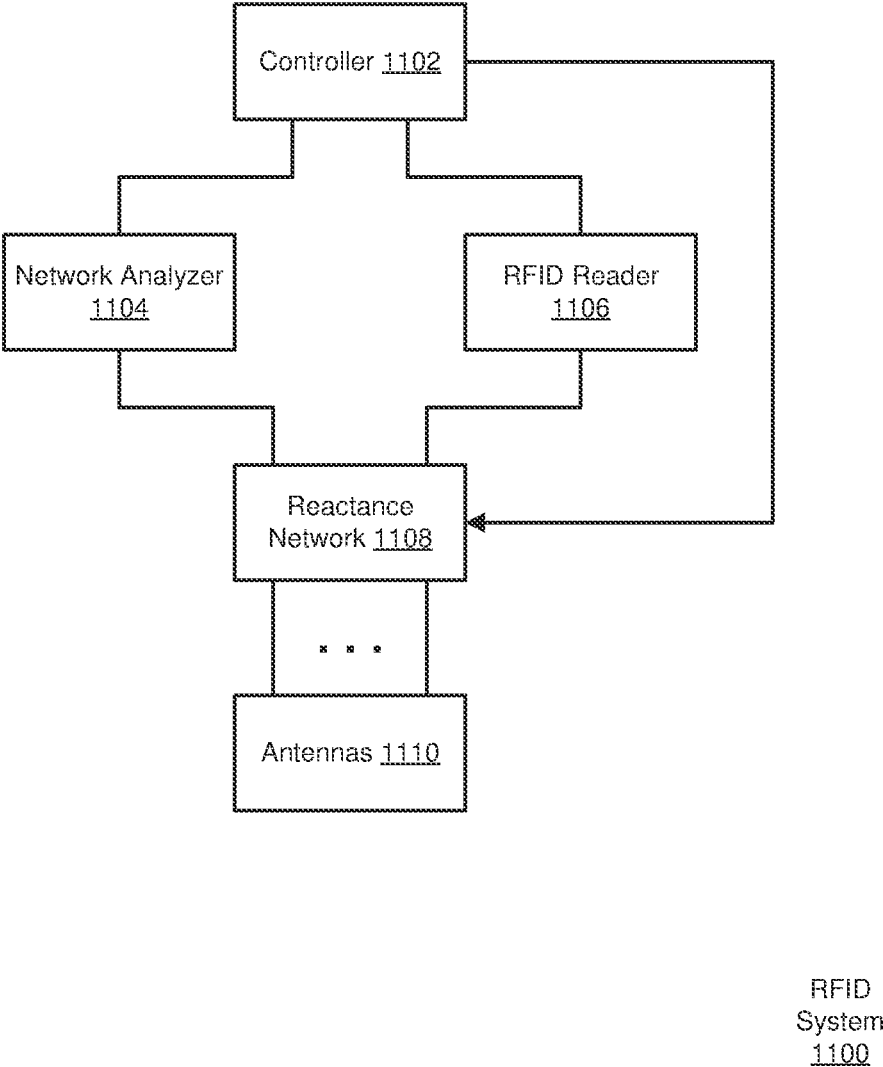 Controller 1102
Network Analyzer
1104
RFID Reader
1106
Reactance
Network 1108
Antennas 1110
RFID
System
1100